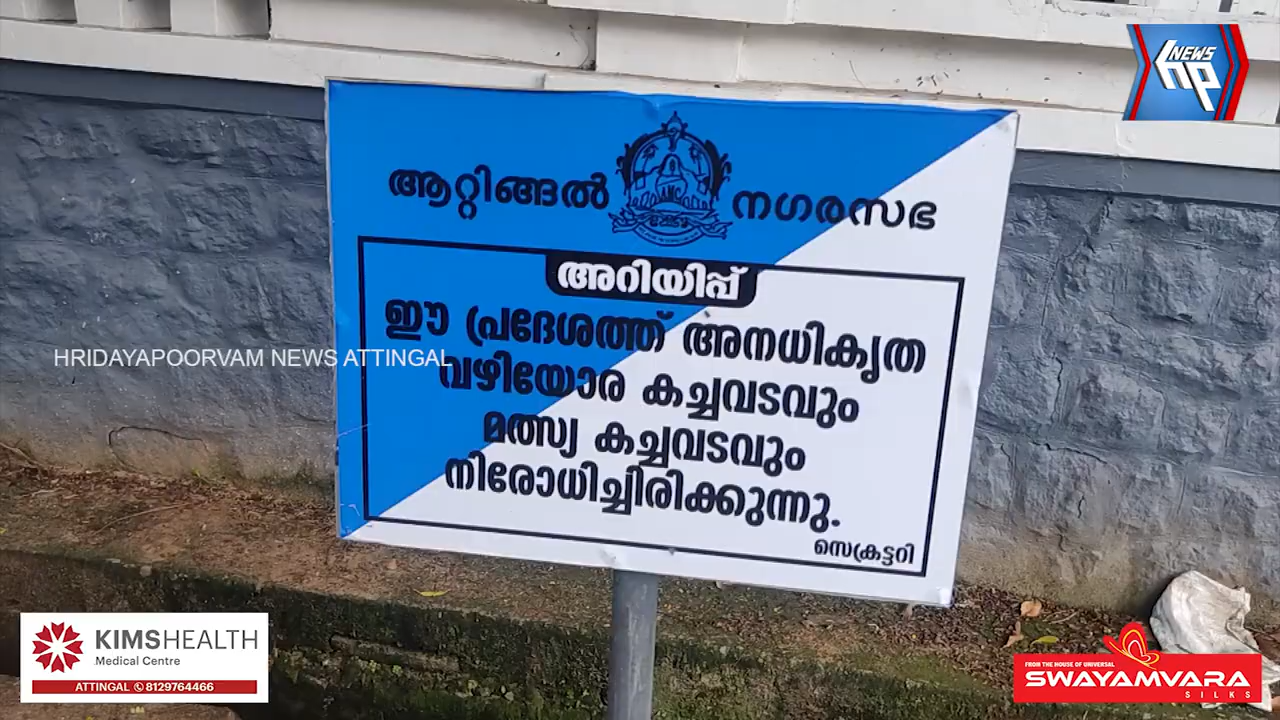 NEWS
hp
ആറ്റിങ്ങൽ നഗരസഭ
അറിയിപ്പ്
ഈ പ്രദേശത്ത് അനധികൃത
വഴിയോര കച്ചവടവും
മത്സ്യ കച്ചവടവും
നിരോധിച്ചിരിക്കുന്നു.
സെക്രട്ടറി
HRIDAYAPOORVAM NEWS ATTINGAL
KIMSHEALTH
Medical Centre
ATTINGAL 8129764466
FROM THE HOUSE OF UNIVERSAL
SWAYAMVARA
SILKS